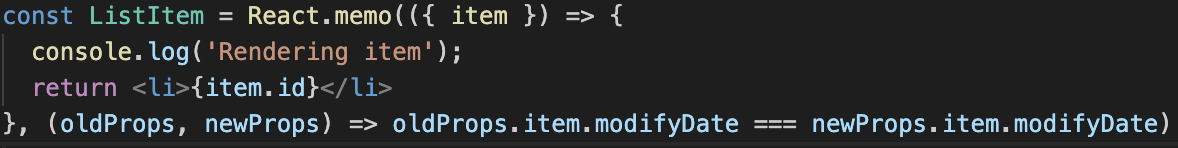 const ListItem = React.memo(({ item }) => {
  console.log('Rendering item');
  return <li>{item.id}</li>
}, (oldProps, newProps) => oldProps.item.modifyDate === newProps.item.modifyDate)